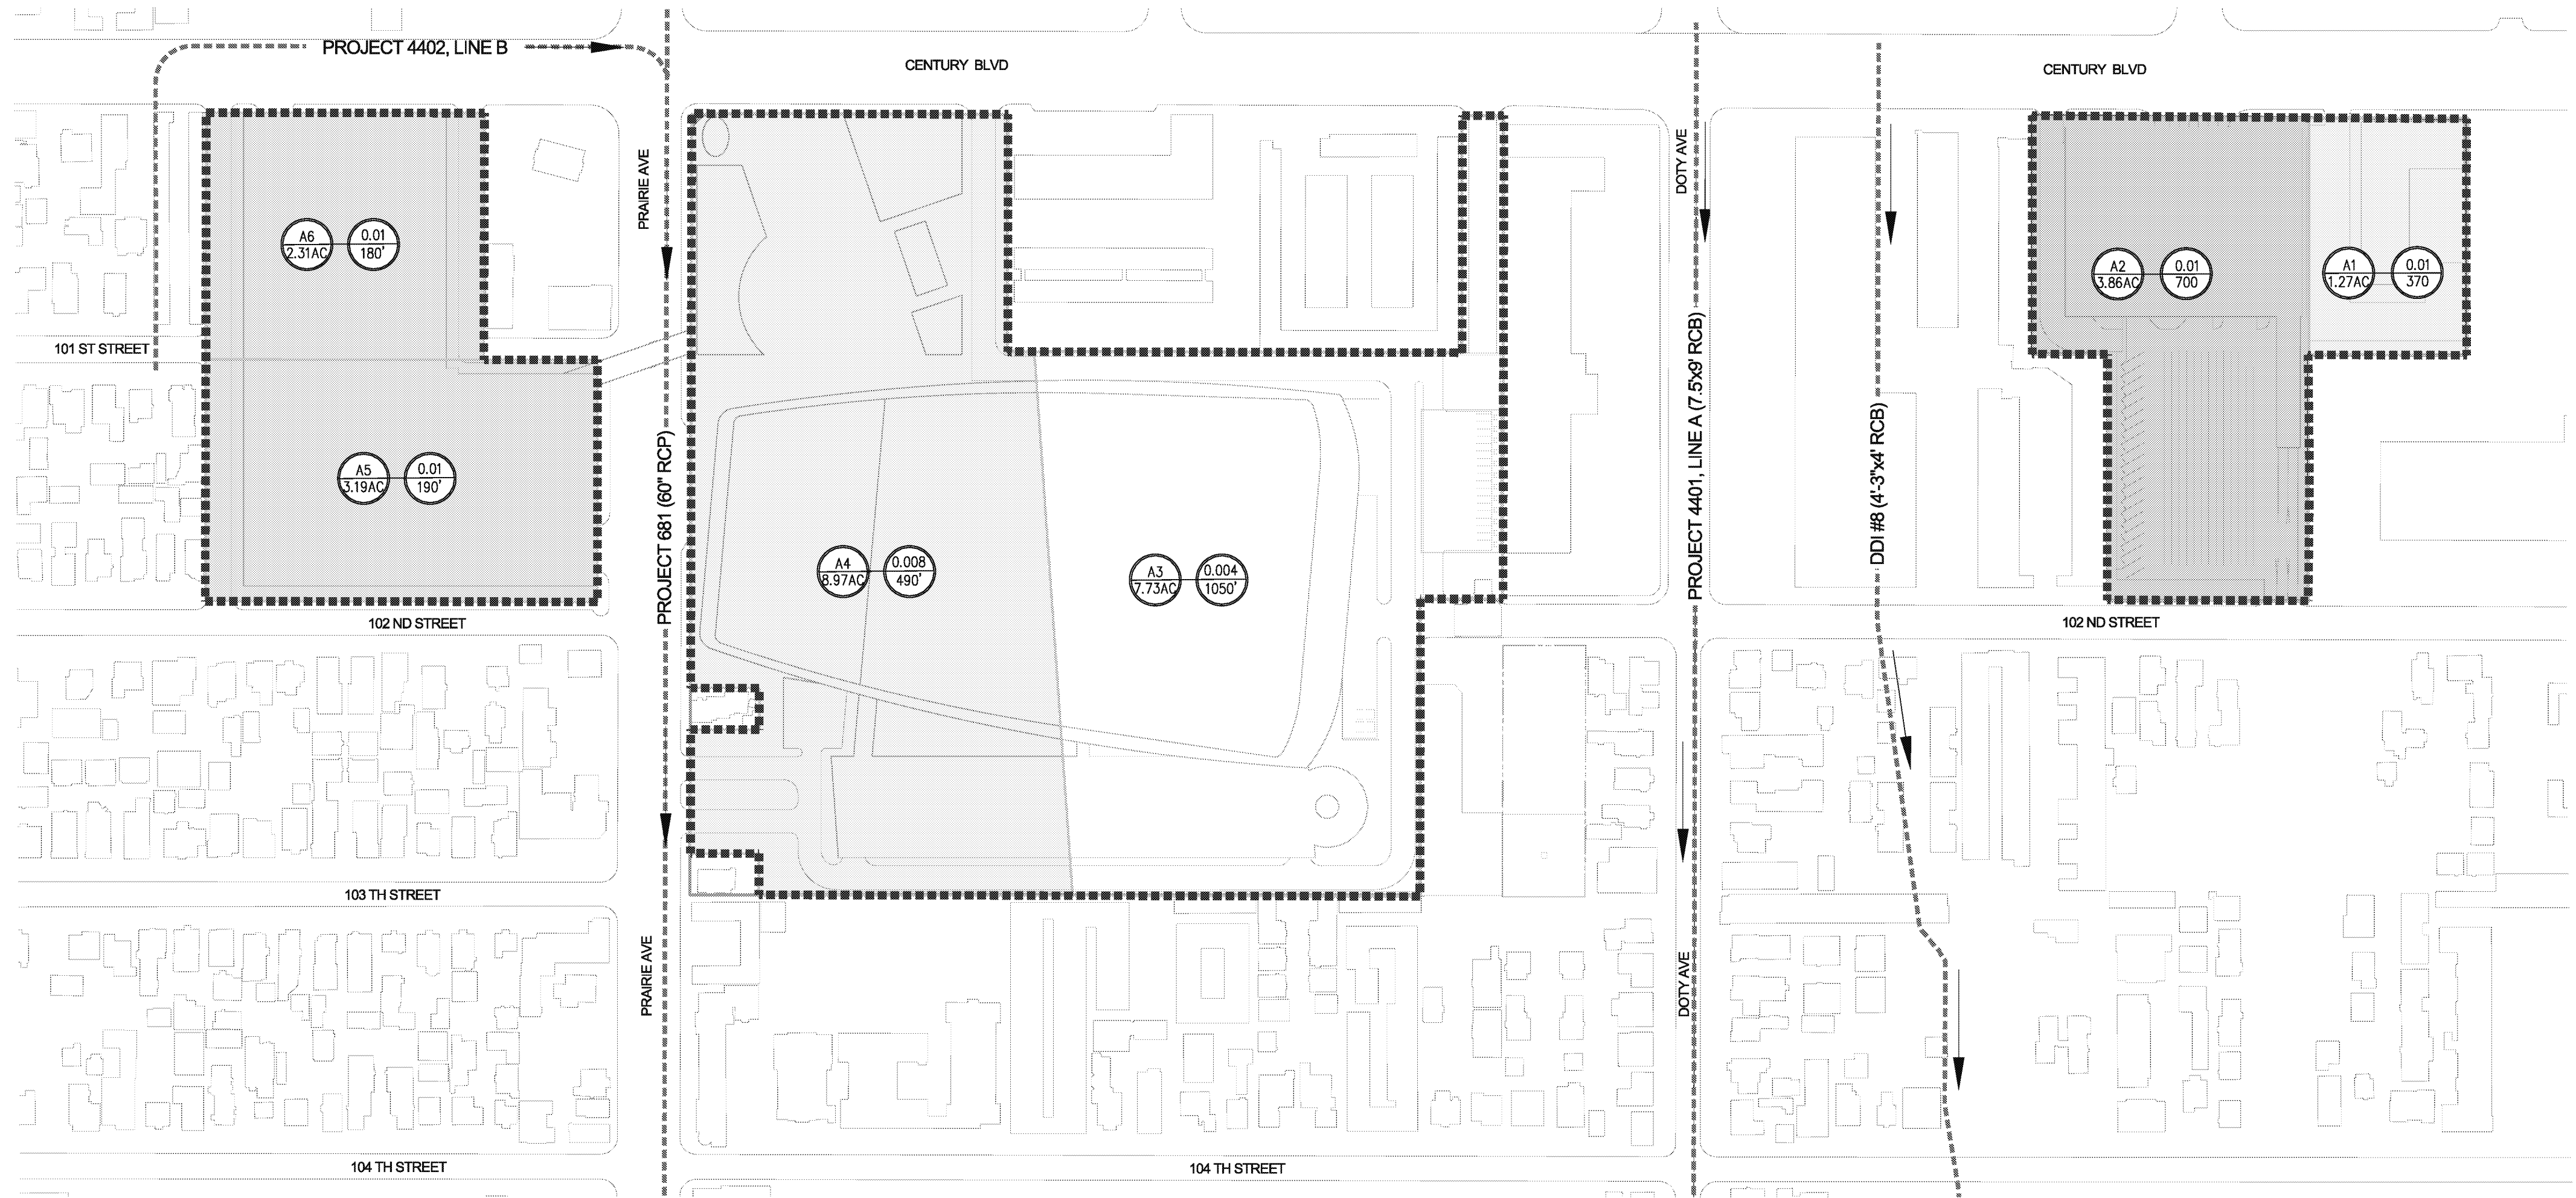 PROJECT 4402, LINE B
CENTURY BLVD
CENTURY BLVD
PRAIRIE AVE
DOTY AVE
A6
2.31AC
0.01
180'
A2
3.86AC
0.01
700
A1
1.27AC
0.01
370
101 ST STREET
PROJECT 681 (60" RCP)
PROJECT 4401, LINE A (7.5'x9' RCB)
DDI #8 (4'-3"x4' RCB)
A5
3.19AC
0.01
190'
A4
8.97AC
0.008
490'
A3
7.73AC
0.004
1050'
102 ND STREET
102 ND STREET
103 TH STREET
PRAIRIE AVE
DOTY AVE
104 TH STREET
104 TH STREET